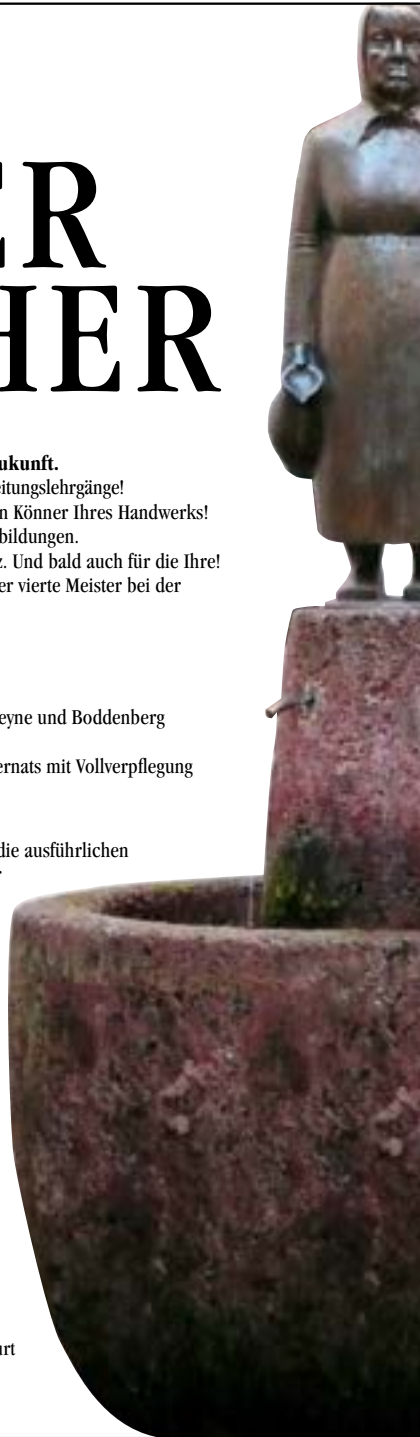 ER
HER
ukunft.
eitungslehrgänge!
n Könner Ihres Handwerks!
bildungen.
z. Und bald auch für die Ihre!
er vierte Meister bei der
eyne und Boddenberg
ernats mit Vollverpflegung
die ausführlichen
urt